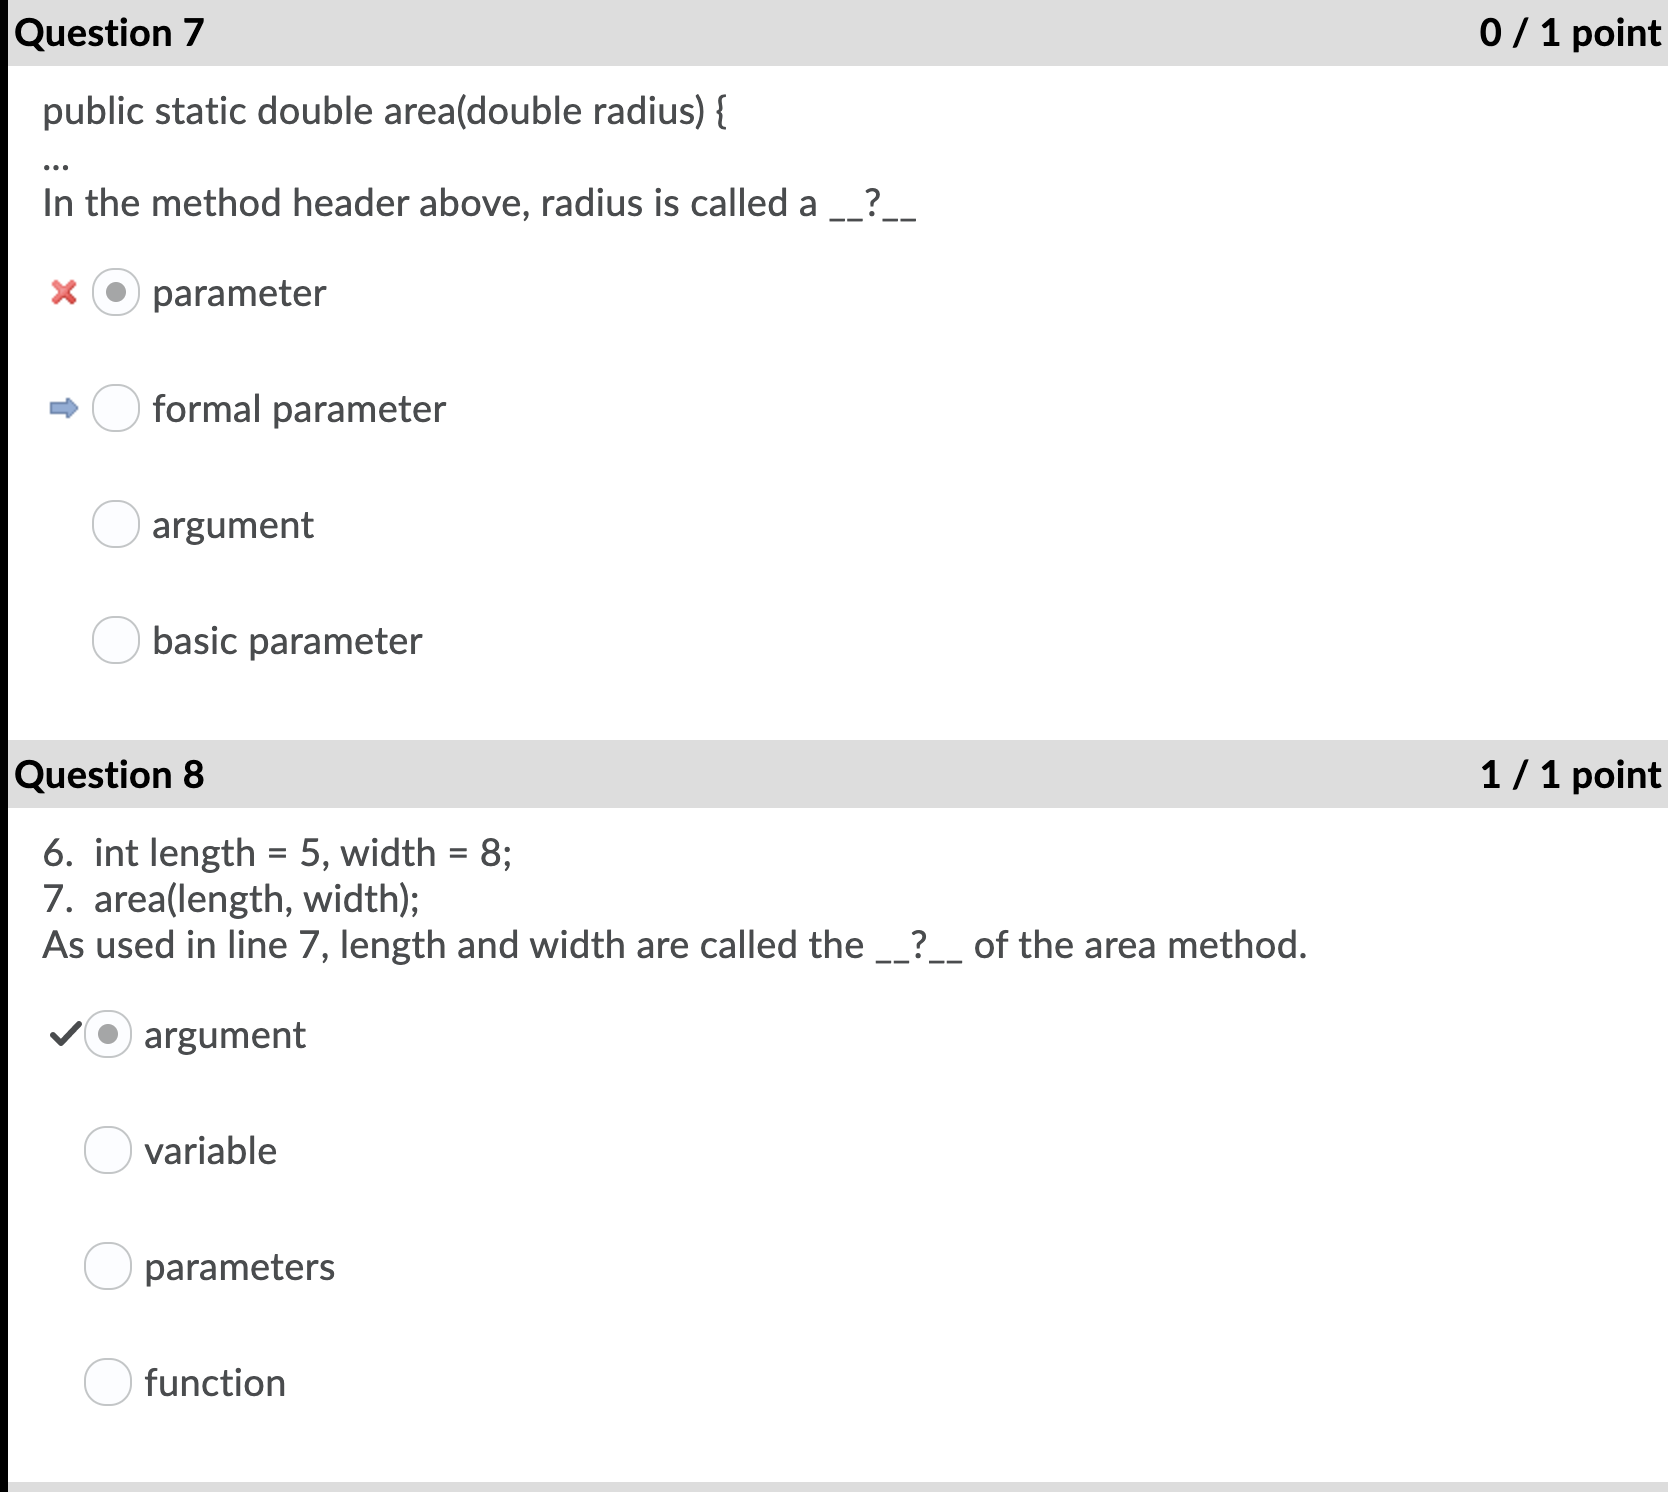 Question 7 0 / 1 point
public static double area(double radius) {
...
In the method header above, radius is called a __?__
parameter
formal parameter
argument
basic parameter
Question 8 1 / 1 point
6. int length = 5, width = 8;
7. area(length, width);
As used in line 7, length and width are called the __?__ of the area method.
argument
variable
parameters
function